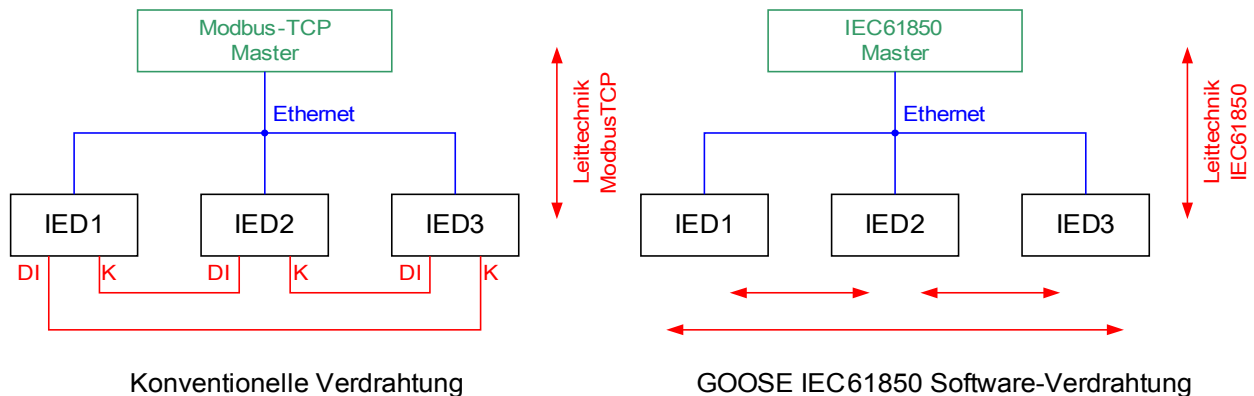 Modbus-TCP
Master
Ethernet
Leittechnik
ModbusTCP
IED1
IED2
IED3
DI
K
DI
K
DI
K
Konventionelle Verdrahtung
IEC61850
Master
Ethernet
Leittechnik
IEC61850
IED1
IED2
IED3
GOOSE IEC61850 Software-Verdrahtung